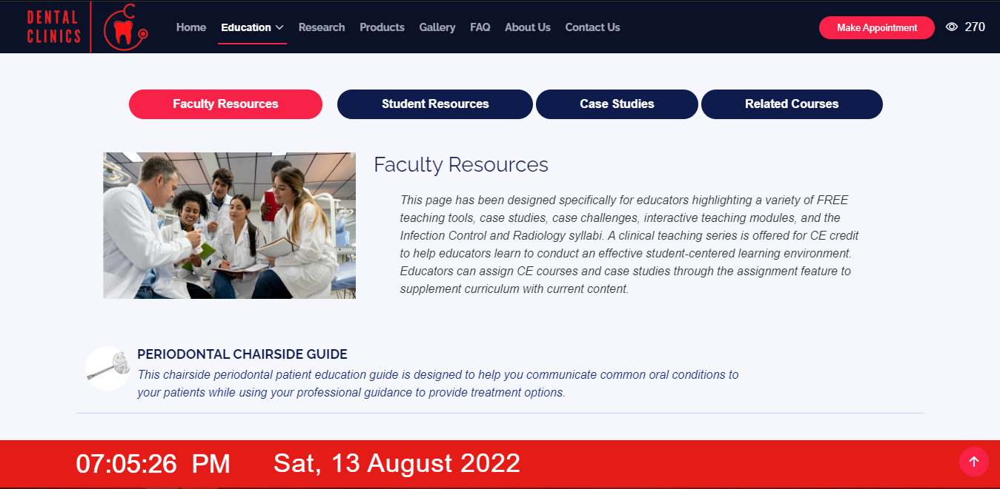 DENTAL
CLINICS
Home Education Research Products Gallery FAQ About Us Contact Us Make Appointment 270
Faculty Resources Student Resources Case Studies Related Courses
Faculty Resources
This page has been designed specifically for educators highlighting a variety of FREE
teaching tools, case studies, case challenges, interactive teaching modules, and the
Infection Control and Radiology syllabi. A clinical teaching series is offered for CE credit
to help educators learn to conduct an effective student-centered learning environment.
Educators can assign CE courses and case studies through the assignment feature to
supplement curriculum with current content.
PERIODONTAL CHAIRSIDE GUIDE
This chairside periodontal patient education guide is designed to help you communicate common oral conditions to
your patients while using your professional guidance to provide treatment options.
07:05:26 PM Sat, 13 August 2022